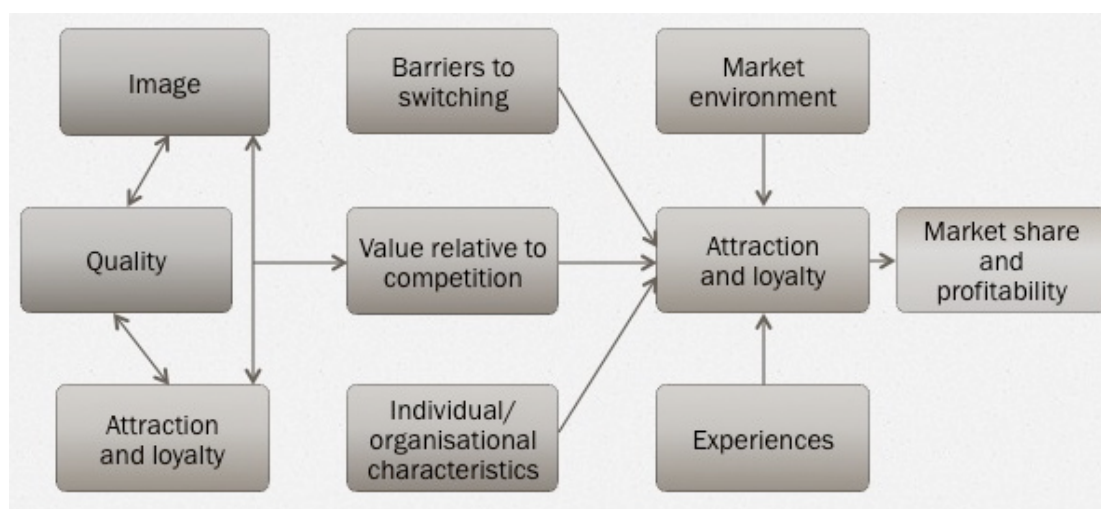 Image
Barriers to
switching
Market
environment
Quality
Value relative to
competition
Attraction
and loyalty
Market share
and
profitability
Attraction
and loyalty
Individual/
organisational
characteristics
Experiences